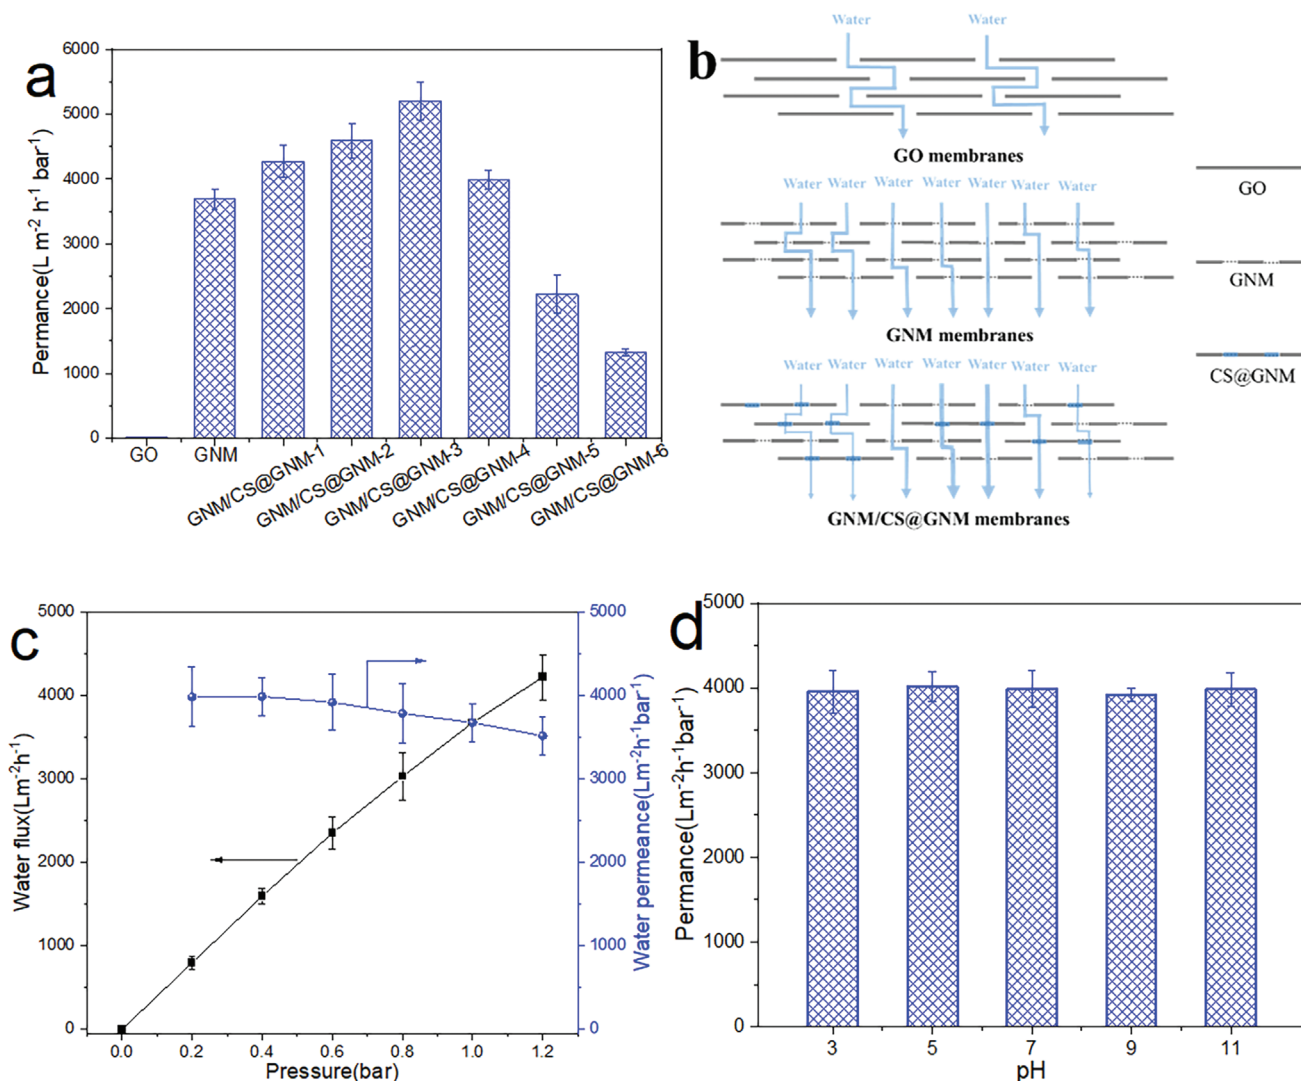 a
Permance(L m⁻² h⁻¹ bar⁻¹)
6000
5000
4000
3000
2000
1000
0
GO
GNM
GNM/CS@GNM-1
GNM/CS@GNM-2
GNM/CS@GNM-3
GNM/CS@GNM-4
GNM/CS@GNM-5
GNM/CS@GNM-6
b
Water Water
GO membranes
Water Water Water Water Water Water Water
GNM membranes
Water Water Water Water Water Water Water
GNM/CS@GNM membranes
GO
GNM
CS@GNM
c
Water flux(Lm⁻²h⁻¹)
5000
4000
3000
2000
1000
0
0.0 0.2 0.4 0.6 0.8 1.0 1.2
Pressure(bar)
5000
4000
3000
2000
1000
0
Water permeance(Lm⁻²h⁻¹bar⁻¹)
d
Permance(Lm⁻²h⁻¹bar⁻¹)
5000
4000
3000
2000
1000
0
3 5 7 9 11
pH